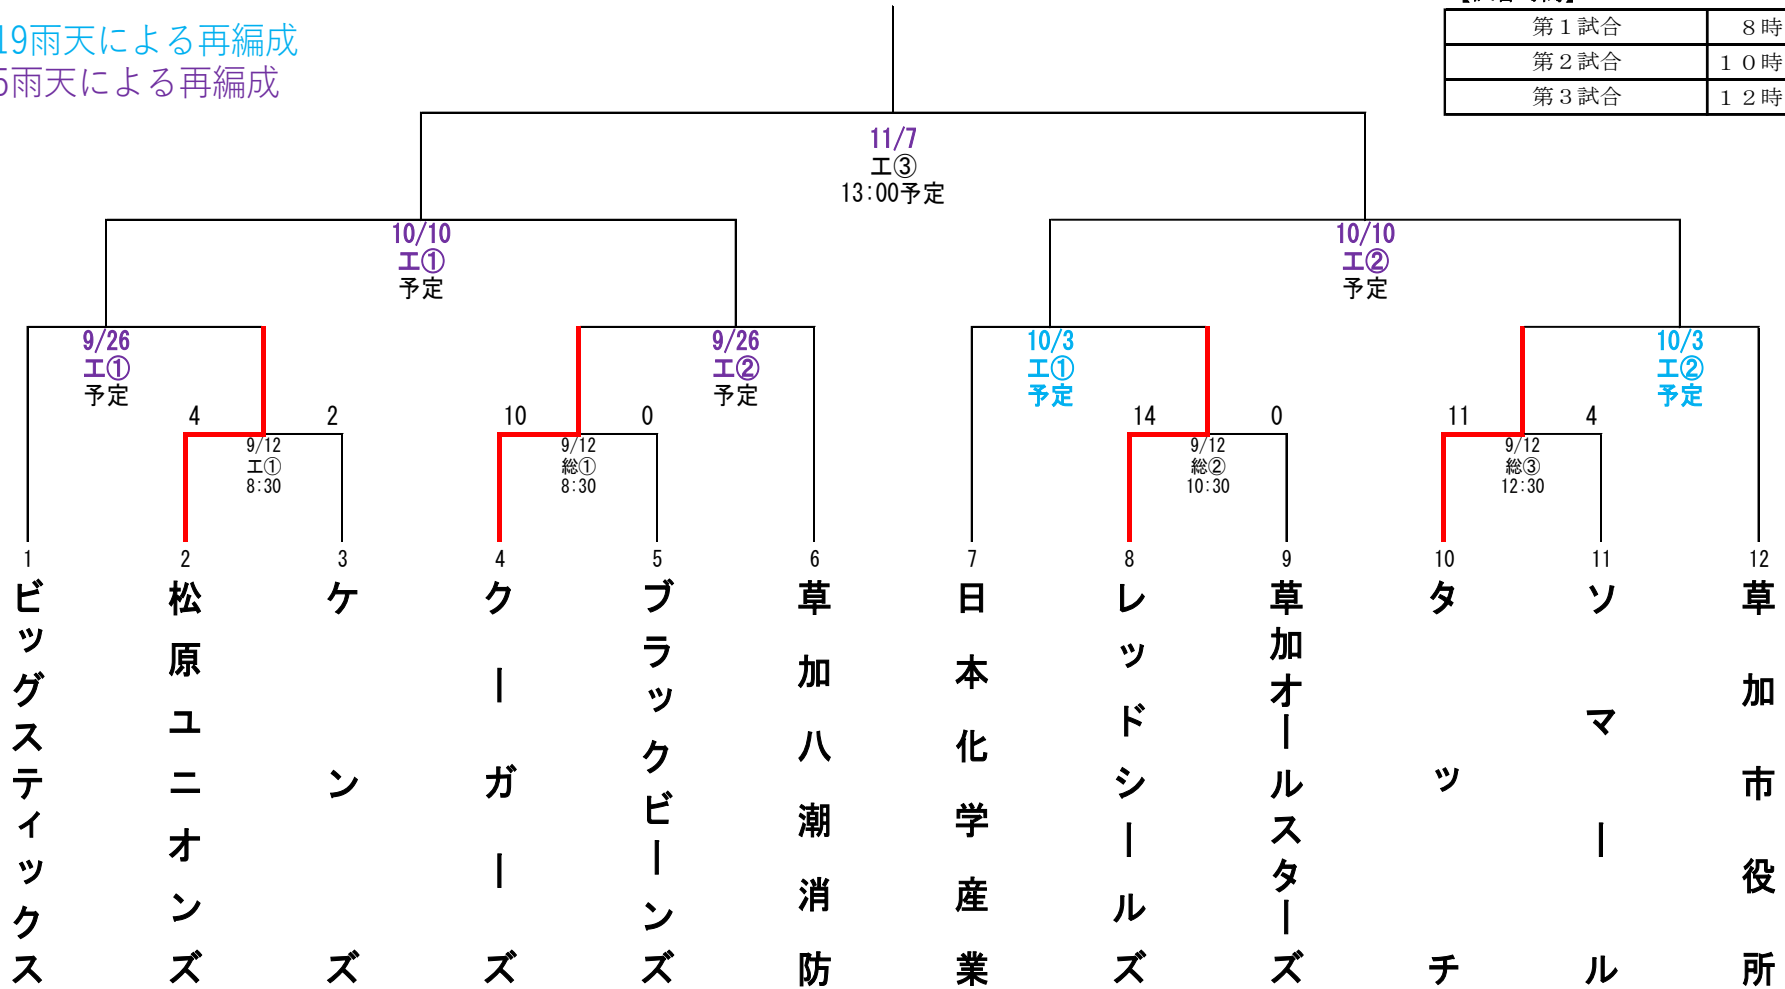 19雨天による再編成
5雨天による再編成
第１試合 ８時
第２試合 １０時
第３試合 １２時
11/7
エ③
13:00予定
10/10
エ①
予定
10/10
エ②
予定
9/26
エ①
予定
9/26
エ②
予定
10/3
エ①
予定
10/3
エ②
予定
4 2
9/12
エ①
8:30
10 0
9/12
総①
8:30
14 0
9/12
総②
10:30
11 4
9/12
総③
12:30
1 2 3 4 5 6 7 8 9 10 11 12
ビッグスティックス
松原ユニオンズ
ケンズ
クーガーズ
ブラックビーンズ
草加八潮消防
日本化学産業
レッドシールズ
草加オールスターズ
タッチ
ソマール
草加市役所